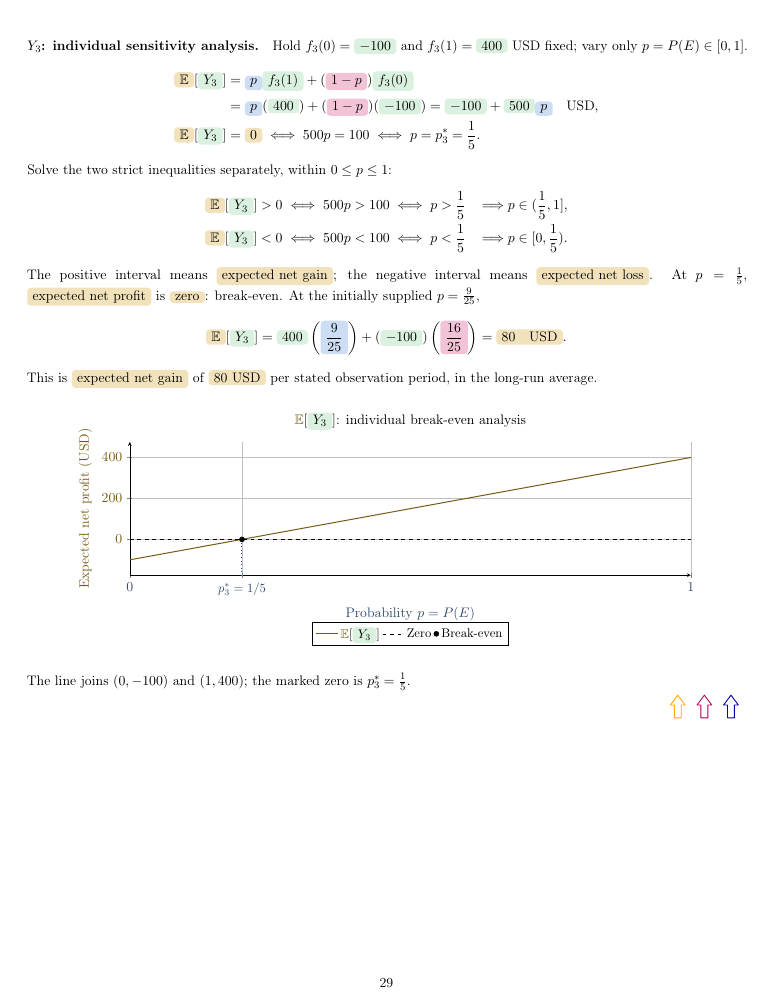 Y₃: individual sensitivity analysis. Hold f₃(0) = −100 and f₃(1) = 400 USD fixed; vary only p = P(E) ∈ [0, 1].
𝔼[Y₃] = p f₃(1) + (1 − p) f₃(0)
= p(400) + (1 − p)(−100) = −100 + 500 p USD,
𝔼[Y₃] = 0 ⟺ 500p = 100 ⟺ p = p₃* = 1/5.
Solve the two strict inequalities separately, within 0 ≤ p ≤ 1:
𝔼[Y₃] > 0 ⟺ 500p > 100 ⟺ p > 1/5 ⟹ p ∈ (1/5, 1],
𝔼[Y₃] < 0 ⟺ 500p < 100 ⟺ p < 1/5 ⟹ p ∈ [0, 1/5).
The positive interval means expected net gain; the negative interval means expected net loss. At p = 1/5,
expected net profit is zero: break-even. At the initially supplied p = 9/25,
𝔼[Y₃] = 400 (9/25) + (−100) (16/25) = 80 USD.
This is expected net gain of 80 USD per stated observation period, in the long-run average.
𝔼[Y₃]: individual break-even analysis
Expected net profit (USD)
400
200
0
0 p₃* = 1/5 1
Probability p = P(E)
𝔼[Y₃] Zero Break-even
The line joins (0, −100) and (1, 400); the marked zero is p₃* = 1/5.
29